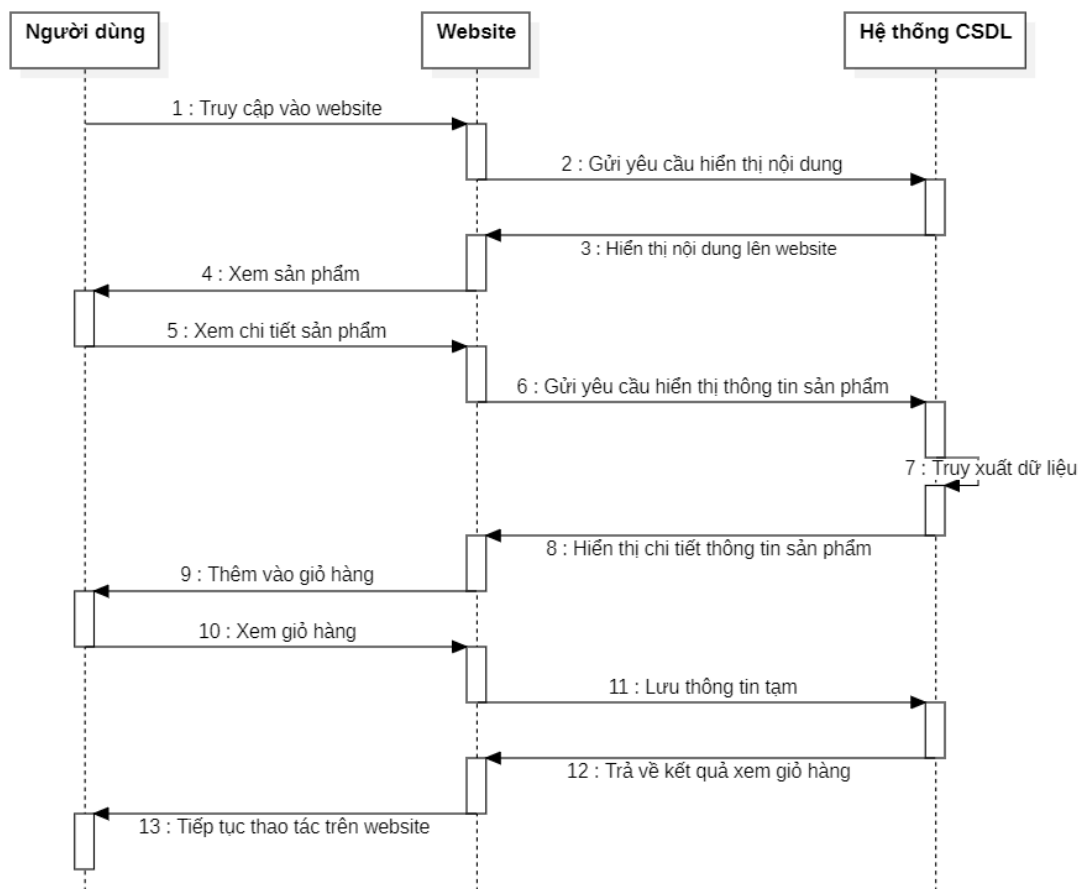 Người dùng
Website
Hệ thống CSDL
1 : Truy cập vào website
2 : Gửi yêu cầu hiển thị nội dung
3 : Hiển thị nội dung lên website
4 : Xem sản phẩm
5 : Xem chi tiết sản phẩm
6 : Gửi yêu cầu hiển thị thông tin sản phẩm
7 : Truy xuất dữ liệu
8 : Hiển thị chi tiết thông tin sản phẩm
9 : Thêm vào giỏ hàng
10 : Xem giỏ hàng
11 : Lưu thông tin tạm
12 : Trả về kết quả xem giỏ hàng
13 : Tiếp tục thao tác trên website